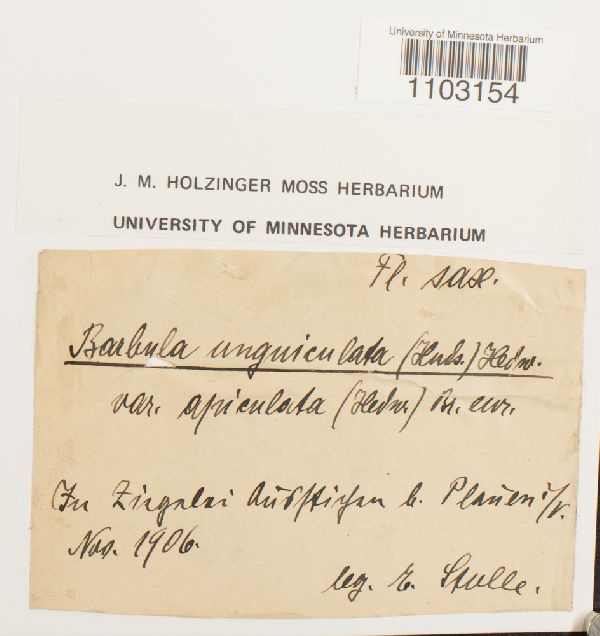 University of Minnesota Herbarium
1103154
J. M. HOLZINGER MOSS HERBARIUM
UNIVERSITY OF MINNESOTA HERBARIUM
Fl. sax.
Barbula unguiculata (Huds.) Hedw.
var. apiculata (Hedw.) Br. eur.
In Ziegelei Ausstichen b. Plauen i/V.
Nov. 1906.
leg. E. Stolle.